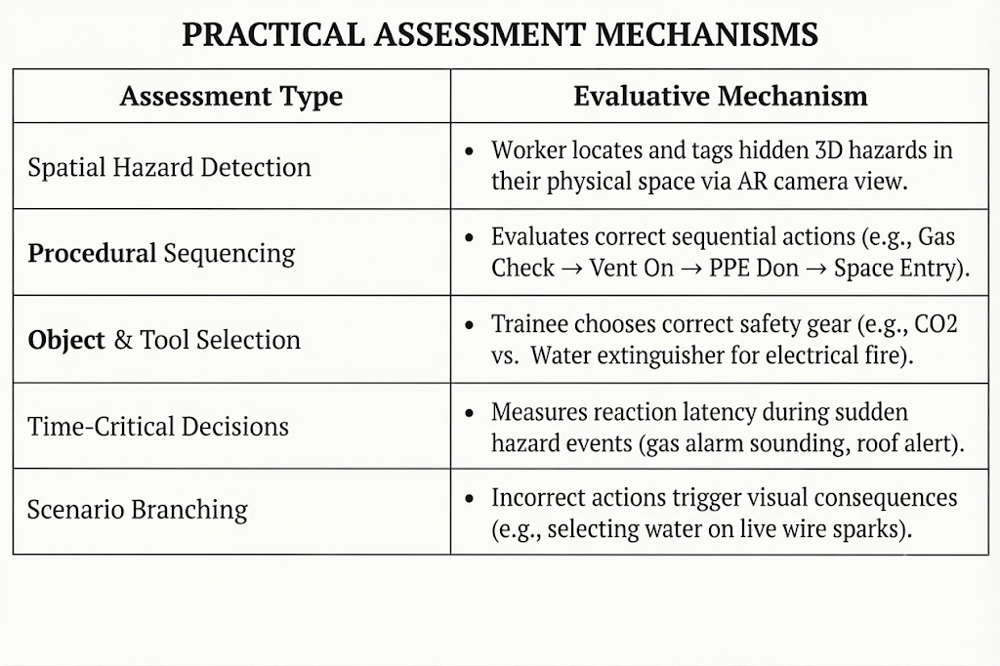 PRACTICAL ASSESSMENT MECHANISMS
Assessment Type
Evaluative Mechanism
Spatial Hazard Detection
• Worker locates and tags hidden 3D hazards in
their physical space via AR camera view.
Procedural Sequencing
• Evaluates correct sequential actions (e.g., Gas
Check → Vent On → PPE Don → Space Entry).
Object & Tool Selection
• Trainee chooses correct safety gear (e.g., CO2
vs. Water extinguisher for electrical fire).
Time-Critical Decisions
• Measures reaction latency during sudden
hazard events (gas alarm sounding, roof alert).
Scenario Branching
• Incorrect actions trigger visual consequences
(e.g., selecting water on live wire sparks).